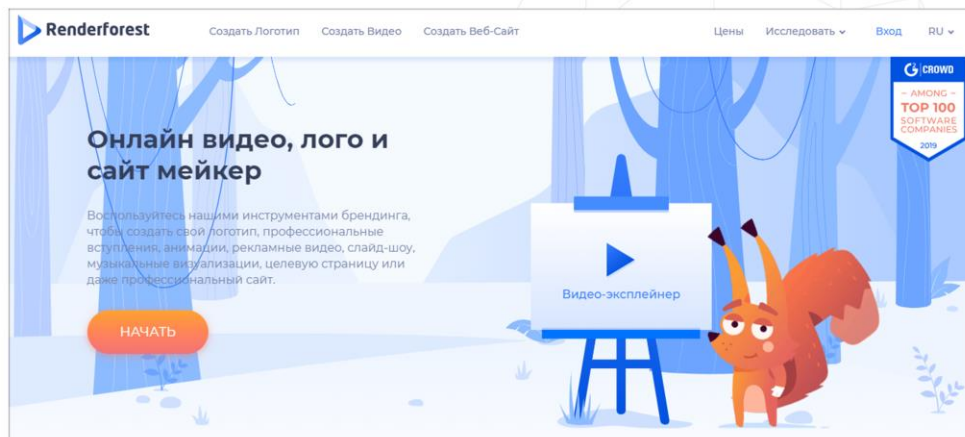 Renderforest
Создать Логотип Создать Видео Создать Веб-Сайт
Цены Исследовать Вход RU
CROWD
– AMONG –
TOP 100
SOFTWARE
COMPANIES
2019
Онлайн видео, лого и
сайт мейкер
Воспользуйтесь нашими инструментами брендинга,
чтобы создать свой логотип, профессиональные
вступления, анимации, рекламные видео, слайд-шоу,
музыкальные визуализации, целевую страницу или
даже профессиональный сайт.
НАЧАТЬ
Видео-эксплейнер